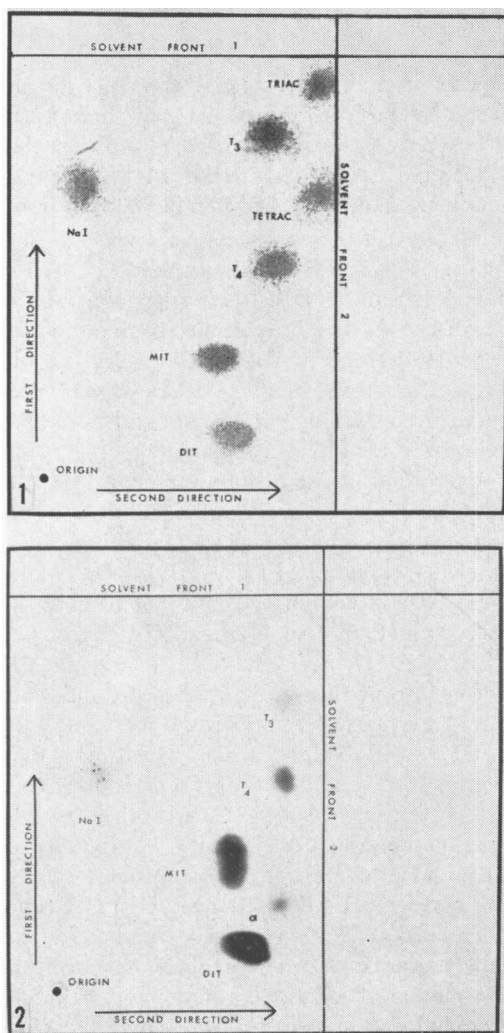 SOLVENT FRONT 1
TRIAC
T3
SOLVENT FRONT 2
TETRAC
NaI
T4
FIRST DIRECTION
MIT
DIT
ORIGIN
SECOND DIRECTION
1
SOLVENT FRONT 1
SOLVENT FRONT 2
T3
T4
NaI
FIRST DIRECTION
MIT
α
DIT
ORIGIN
SECOND DIRECTION
2